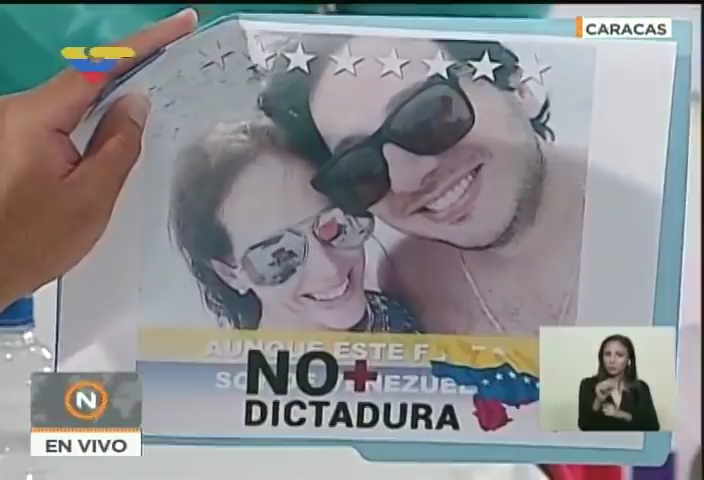 CARACAS
AUNQUE ESTE
NO+
DICTADURA
N
EN VIVO